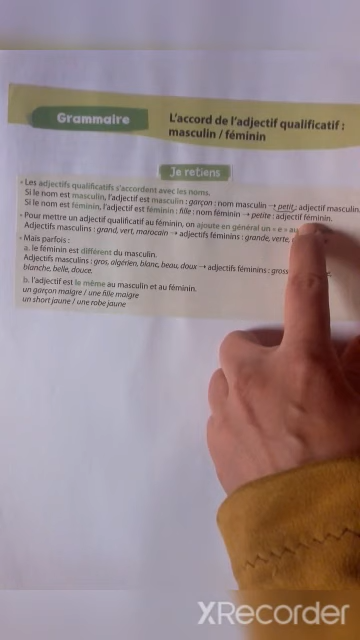 Grammaire
L'accord de l'adjectif qualificatif :
masculin / féminin
Je retiens
• Les adjectifs qualificatifs s'accordent avec les noms.
Si le nom est masculin, l'adjectif est masculin : garçon : nom masculin → petit : adjectif masculin.
Si le nom est féminin, l'adjectif est féminin : fille : nom féminin → petite : adjectif féminin.
• Pour mettre un adjectif qualificatif au féminin, on ajoute en général un « e » au
Adjectifs masculins : grand, vert, marocain → adjectifs féminins : grande, verte,
• Mais parfois :
a. le féminin est différent du masculin.
Adjectifs masculins : gros, algérien, blanc, beau, doux → adjectifs féminins :
blanche, belle, douce.
b. l'adjectif est le même au masculin et au féminin.
un garçon maigre / une fille maigre
un short jaune / une robe jaune
XRecorder